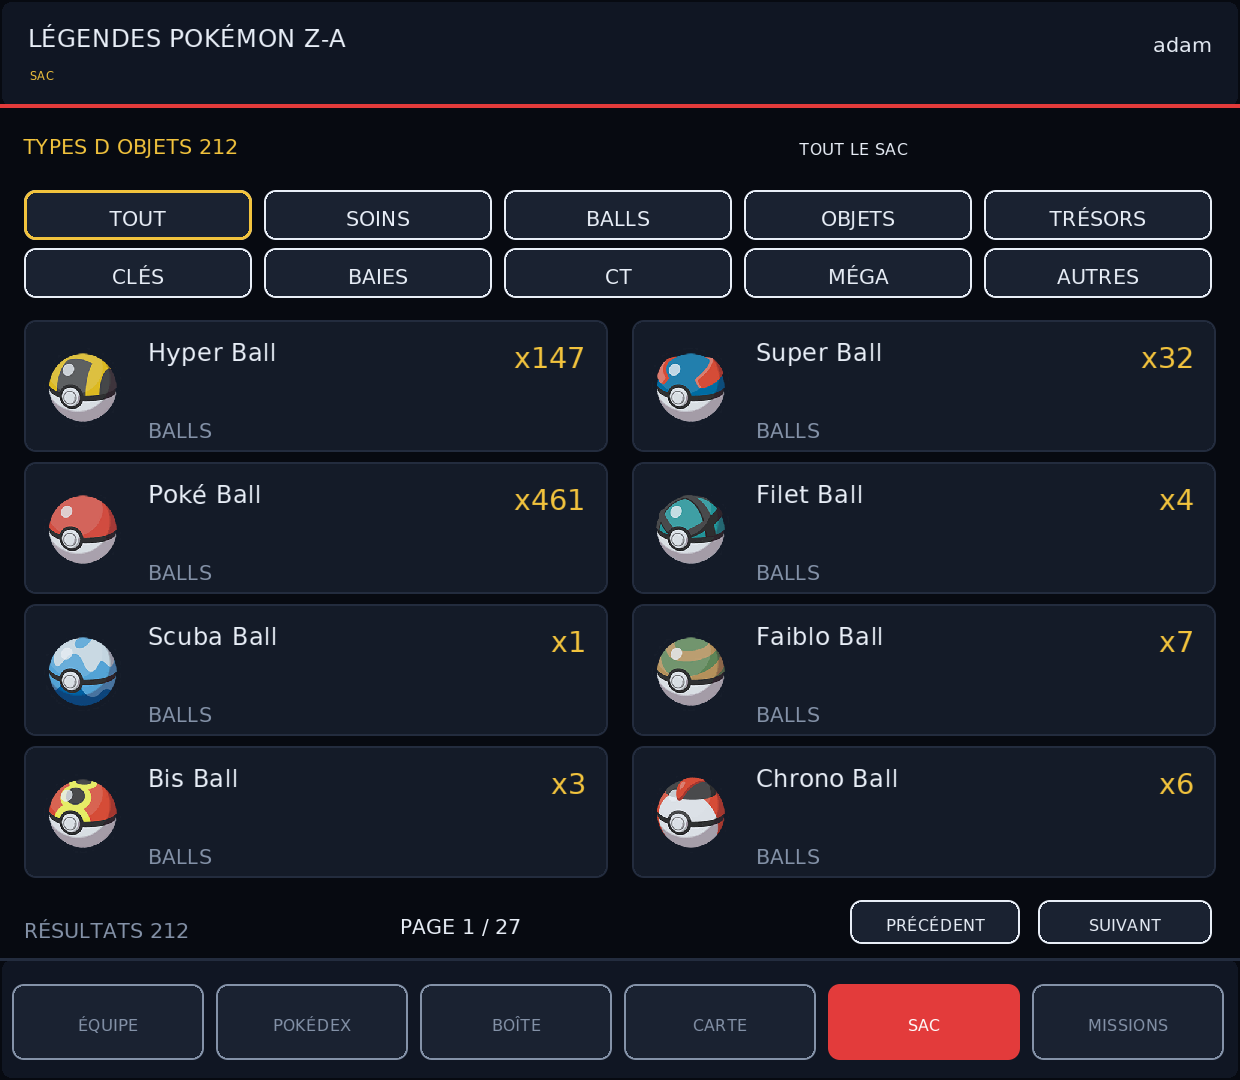 LÉGENDES POKÉMON Z-A
adam
SAC
TYPES D OBJETS 212
TOUT LE SAC
TOUT
SOINS
BALLS
OBJETS
TRÉSORS
CLÉS
BAIES
CT
MÉGA
AUTRES
Hyper Ball
x147
BALLS
Super Ball
x32
BALLS
Poké Ball
x461
BALLS
Filet Ball
x4
BALLS
Scuba Ball
x1
BALLS
Faiblo Ball
x7
BALLS
Bis Ball
x3
BALLS
Chrono Ball
x6
BALLS
RÉSULTATS 212
PAGE 1 / 27
PRÉCÉDENT
SUIVANT
ÉQUIPE
POKÉDEX
BOÎTE
CARTE
SAC
MISSIONS